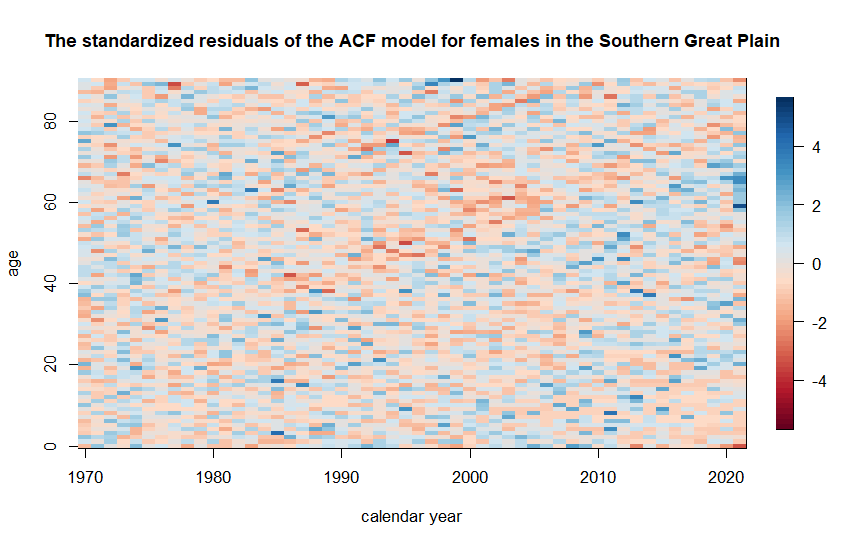 The standardized residuals of the ACF model for females in the Southern Great Plain
80
60
40
20
0
age
1970 1980 1990 2000 2010 2020
calendar year
4
2
0
-2
-4